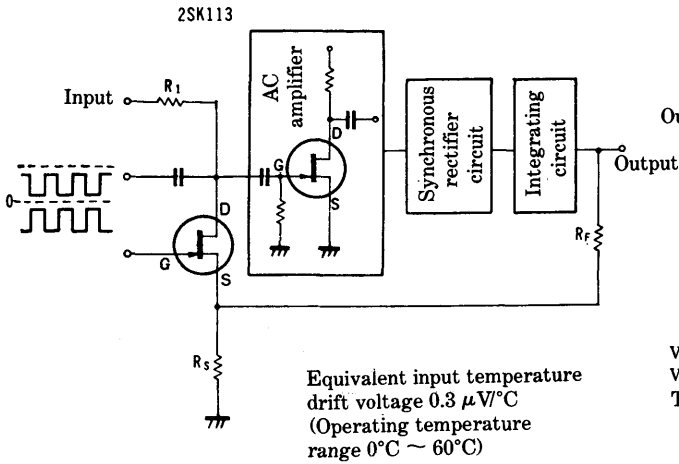 2SK113
Input
R1
AC
amplifier
D
G
S
Synchronous
rectifier
circuit
Integrating
circuit
Output
0
D
G
S
RF
RS
Equivalent input temperature
drift voltage 0.3 μV/°C
(Operating temperature
range 0°C ~ 60°C)